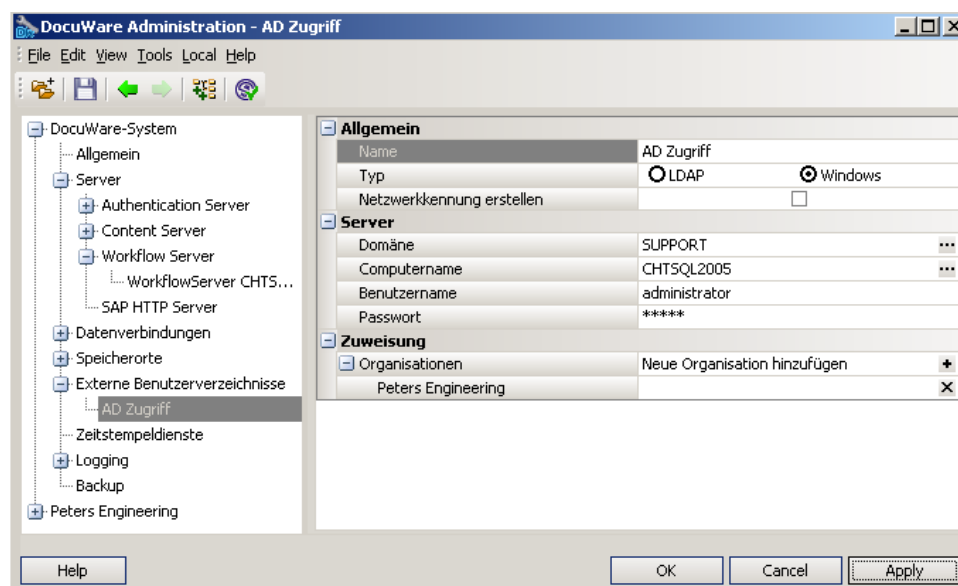 DocuWare Administration - AD Zugriff
File Edit View Tools Local Help
DocuWare-System
Allgemein
Server
Authentication Server
Content Server
Workflow Server
WorkflowServer CHTS...
SAP HTTP Server
Datenverbindungen
Speicherorte
Externe Benutzerverzeichnisse
AD Zugriff
Zeitstempeldienste
Logging
Backup
Peters Engineering
Allgemein
Name AD Zugriff
Typ LDAP Windows
Netzwerkkennung erstellen
Server
Domäne SUPPORT ...
Computername CHTSQL2005 ...
Benutzername administrator
Passwort *****
Zuweisung
Organisationen Neue Organisation hinzufügen
Peters Engineering
Help OK Cancel Apply